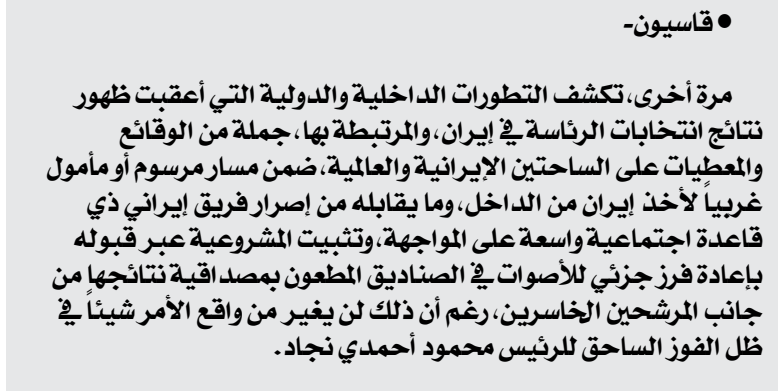 ● قاسيون-
مرة أخرى، تكشف التطورات الداخلية والدولية التي أعقبت ظهور
نتائج انتخابات الرئاسة في إيران، والمرتبطة بها، جملة من الوقائع
والمعطيات على الساحتين الإيرانية والعالمية، ضمن مسار مرسوم أو مأمول
غربياً لأخذ إيران من الداخل، وما يقابله من إصرار فريق إيراني ذي
قاعدة اجتماعية واسعة على المواجهة، وتثبيت المشروعية عبر قبوله
بإعادة فرز جزئي للأصوات في الصناديق المطعون بمصداقية نتائجها من
جانب المرشحين الخاسرين، رغم أن ذلك لن يغير من واقع الأمر شيئاً في
ظل الفوز الساحق للرئيس محمود أحمدي نجاد.